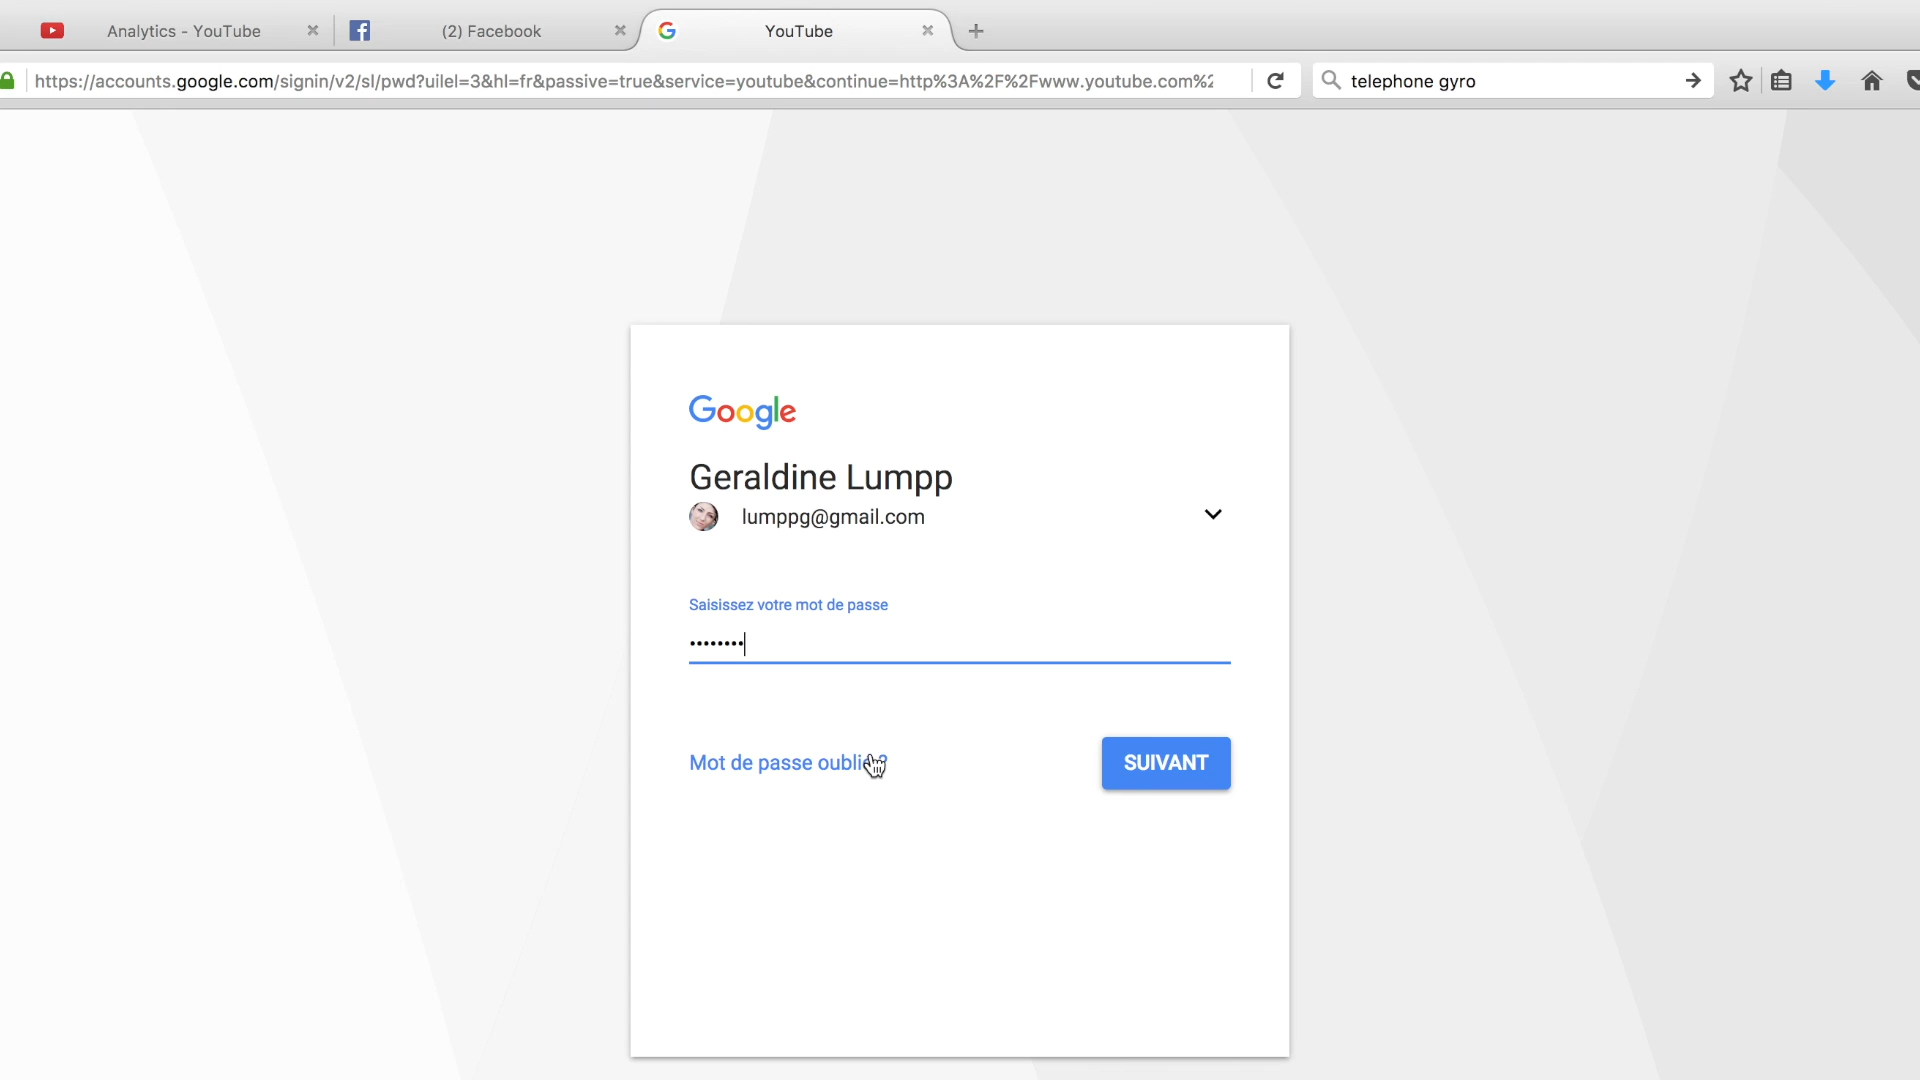 Analytics - YouTube
(2) Facebook
YouTube
https://accounts.google.com/signin/v2/sl/pwd?uilel=3&hl=fr&passive=true&service=youtube&continue=http%3A%2F%2Fwww.youtube.com%2
telephone gyro
Google
Geraldine Lumpp
lumppg@gmail.com
Saisissez votre mot de passe
••••••••
Mot de passe oublié ?
SUIVANT